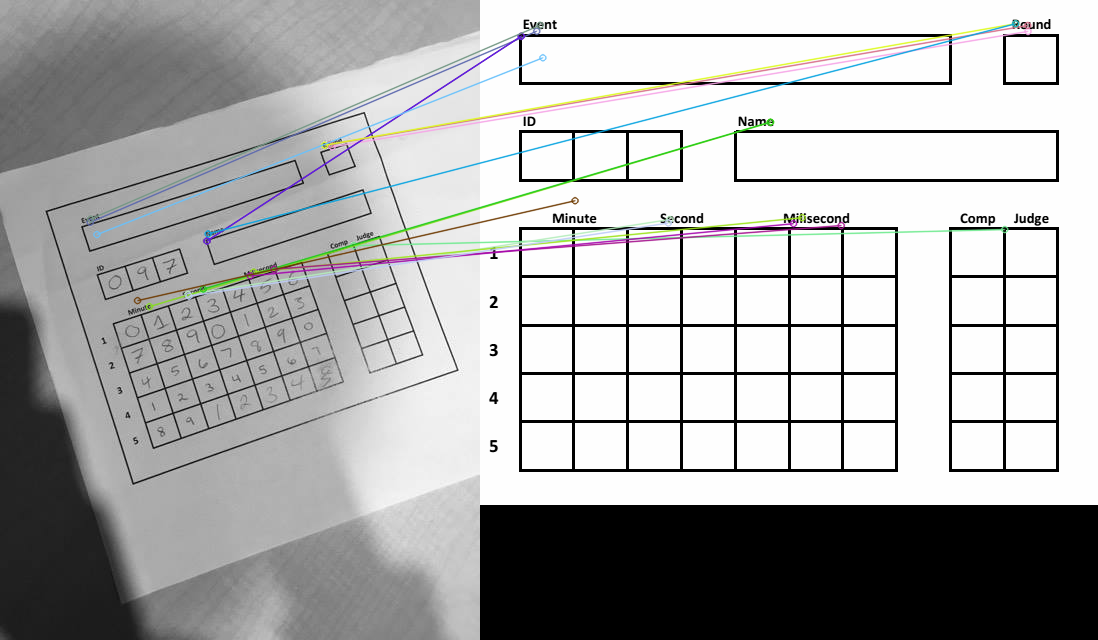 Event Round
ID Name
0 9 7
Minute Second Millisecond Comp Judge
1 0 1 2 3 4 5 6
2 7 8 9 0 1 2 3
3 4 5 6 7 8 9 0
4 1 2 3 4 5 6 7
5 8 9 1 2 3 4
Event Round
ID Name
Minute Second Millisecond Comp Judge
1
2
3
4
5